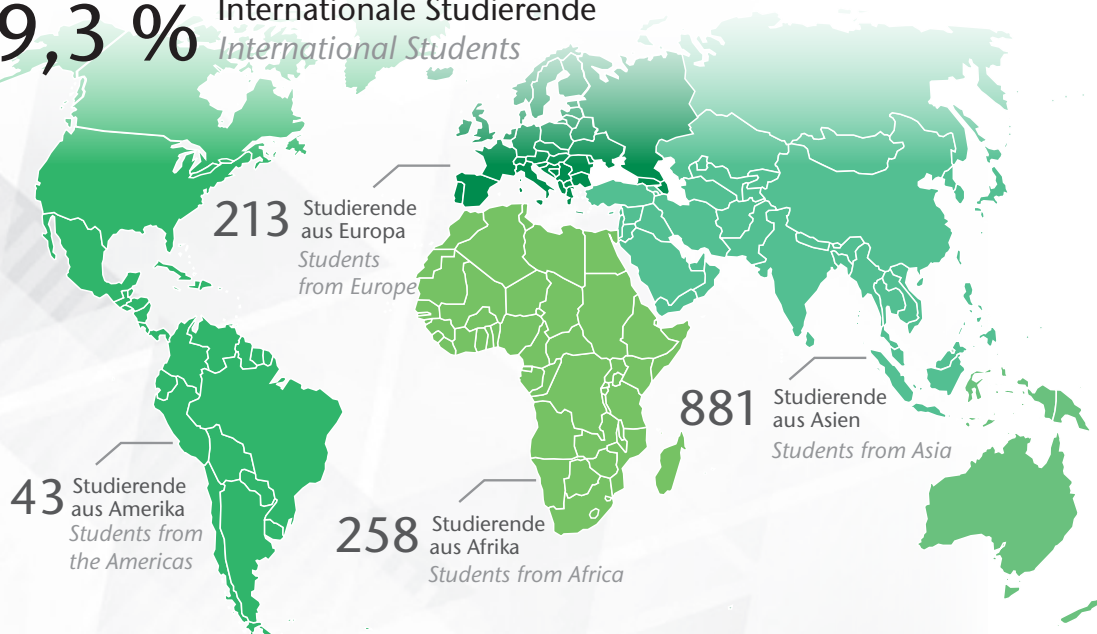 9,3 %
Internationale Studierende
International Students
213
Studierende
aus Europa
Students
from Europe
881
Studierende
aus Asien
Students from Asia
43
Studierende
aus Amerika
Students from
the Americas
258
Studierende
aus Afrika
Students from Africa